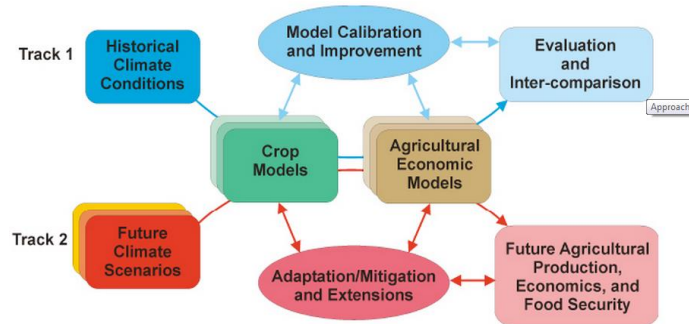 Track 1
Historical
Climate
Conditions
Model Calibration
and Improvement
Evaluation
and
Inter-comparison
Approach
Crop
Models
Agricultural
Economic
Models
Track 2
Future
Climate
Scenarios
Adaptation/Mitigation
and Extensions
Future Agricultural
Production,
Economics, and
Food Security